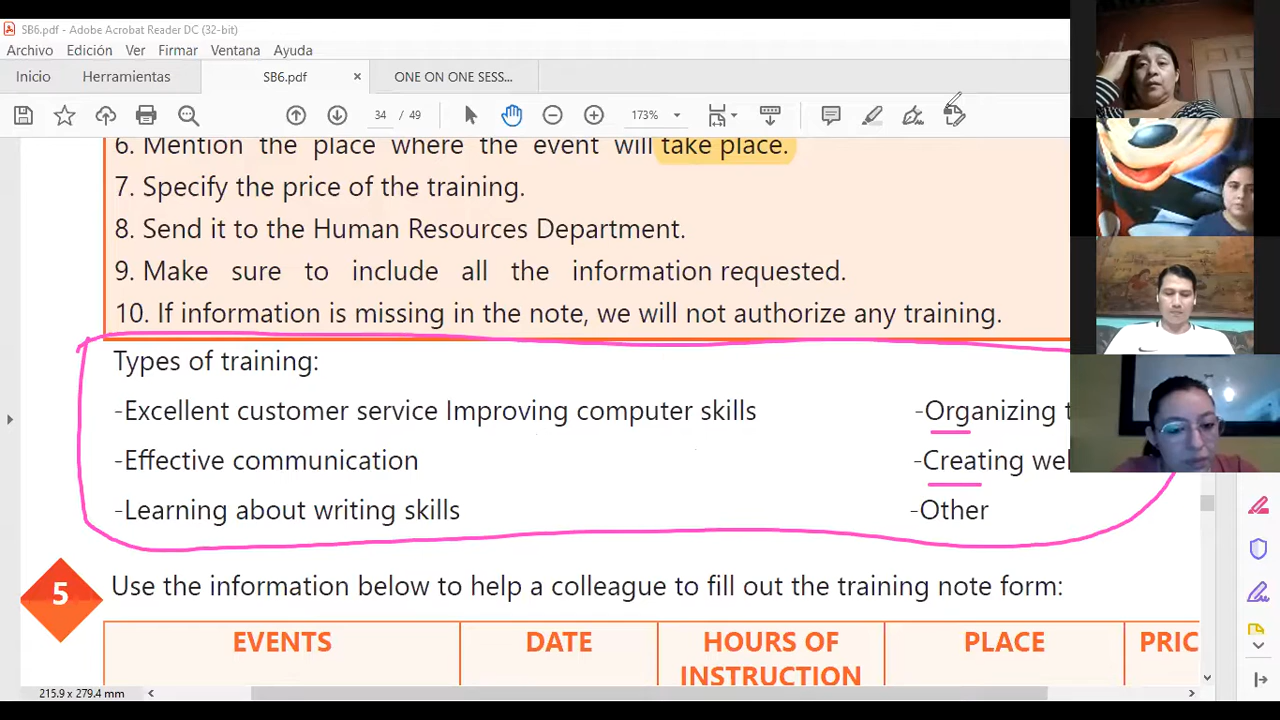 SB6.pdf - Adobe Acrobat Reader DC (32-bit)
Archivo Edición Ver Firmar Ventana Ayuda
Inicio Herramientas SB6.pdf × ONE ON ONE SESS...
34 / 49 173%
6. Mention the place where the event will take place.
7. Specify the price of the training.
8. Send it to the Human Resources Department.
9. Make sure to include all the information requested.
10. If information is missing in the note, we will not authorize any training.
Types of training:
-Excellent customer service Improving computer skills -Organizing
-Effective communication -Creating
-Learning about writing skills -Other
5 Use the information below to help a colleague to fill out the training note form:
EVENTS DATE HOURS OF INSTRUCTION PLACE PRIC
215.9 x 279.4 mm